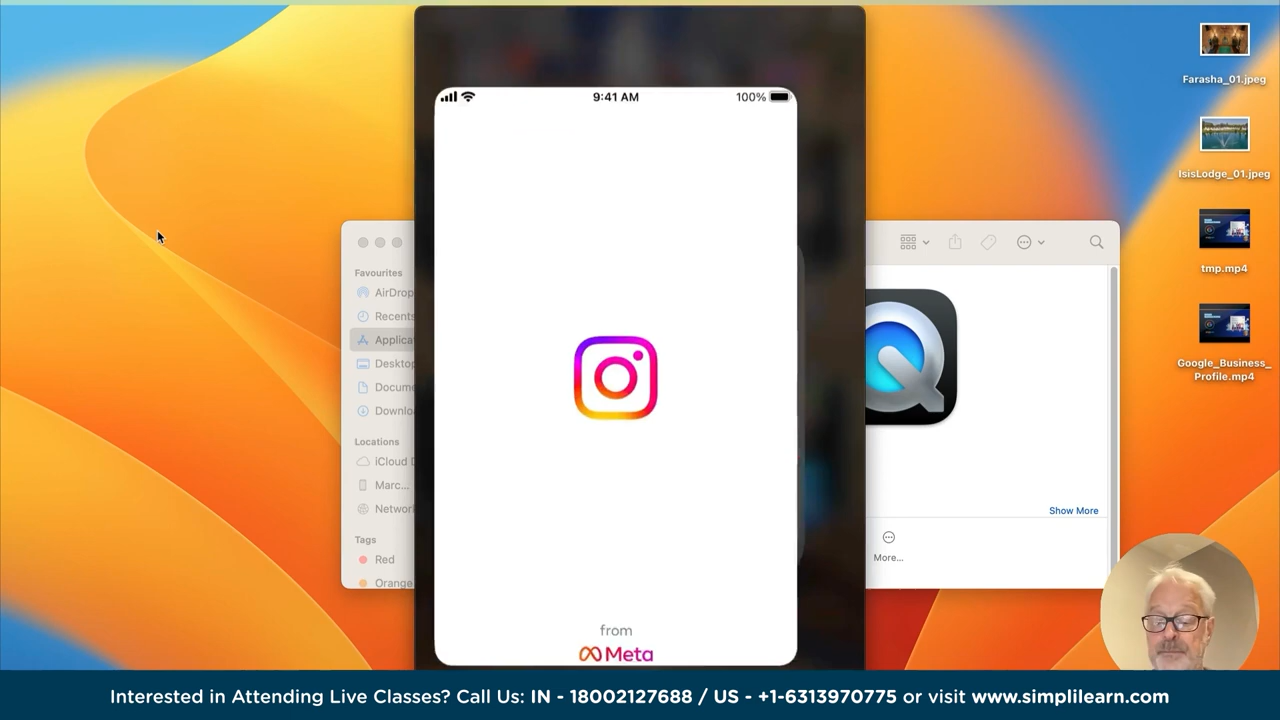 9:41 AM
100%
from
Meta
Favourites
AirDrop
Recents
Applica
Desktop
Docume
Downlo
Locations
iCloud D
Marc...
Networ
Tags
Red
Orange
Show More
More...
Farasha_01.jpeg
IsisLodge_01.jpeg
tmp.mp4
Google_Business_
Profile.mp4
Interested in Attending Live Classes? Call Us: IN - 18002127688 / US - +1-6313970775 or visit www.simplilearn.com